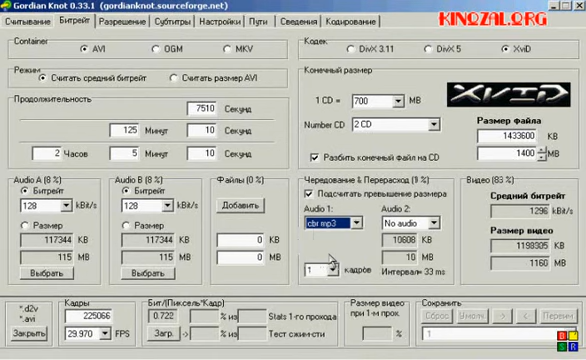 Gordian Knot 0.33.1 (gordianknot.sourceforge.net)
KINOZAL.ORG
Считывание Битрейт Разрешение Субтитры Настройки Пути Сведения Кодирование
Container
AVI OGM MKV
Кодек
DivX 3.11 DivX 5 XviD
Режим
Считать средний битрейт Считать размер AVI
Конечный размер
1 CD = 700 MB
Number CD 2 CD
Разбить конечный файл на CD
XViD
Размер файла
1433600 KB
1400 MB
Продолжительность
7510 Секунд
125 Минут 10 Секунд
2 Часов 5 Минут 10 Секунд
Audio A (8 %)
Битрейт
128 kBit/s
Размер
117344 KB
115 MB
Выбрать
Audio B (8 %)
Битрейт
128 kBit/s
Размер
117344 KB
115 MB
Выбрать
Файлы (0 %)
Добавить
0 KB
0 MB
Чередование & Перерасход (1 %)
Подсчитать превышение размера
Audio 1: Audio 2:
cbr mp3 No audio
10608 KB
10 MB
1 кадров Интервал= 33 ms
Видео (83 %)
Средний битрейт
1296 kBit/s
Размер видео
1198305 KB
1160 MB
*.d2v
*.avi
Закрыть
Кадры
225066
29.970 FPS
Бит/(Пиксель*Кадр)
0.722 % из Stats 1-го прохода
Загр. -> % из Тест сжим-сти
Размер видео
при 1-м прох.
%
Сохранить
Сброс < > Переим.
1
B G
S R